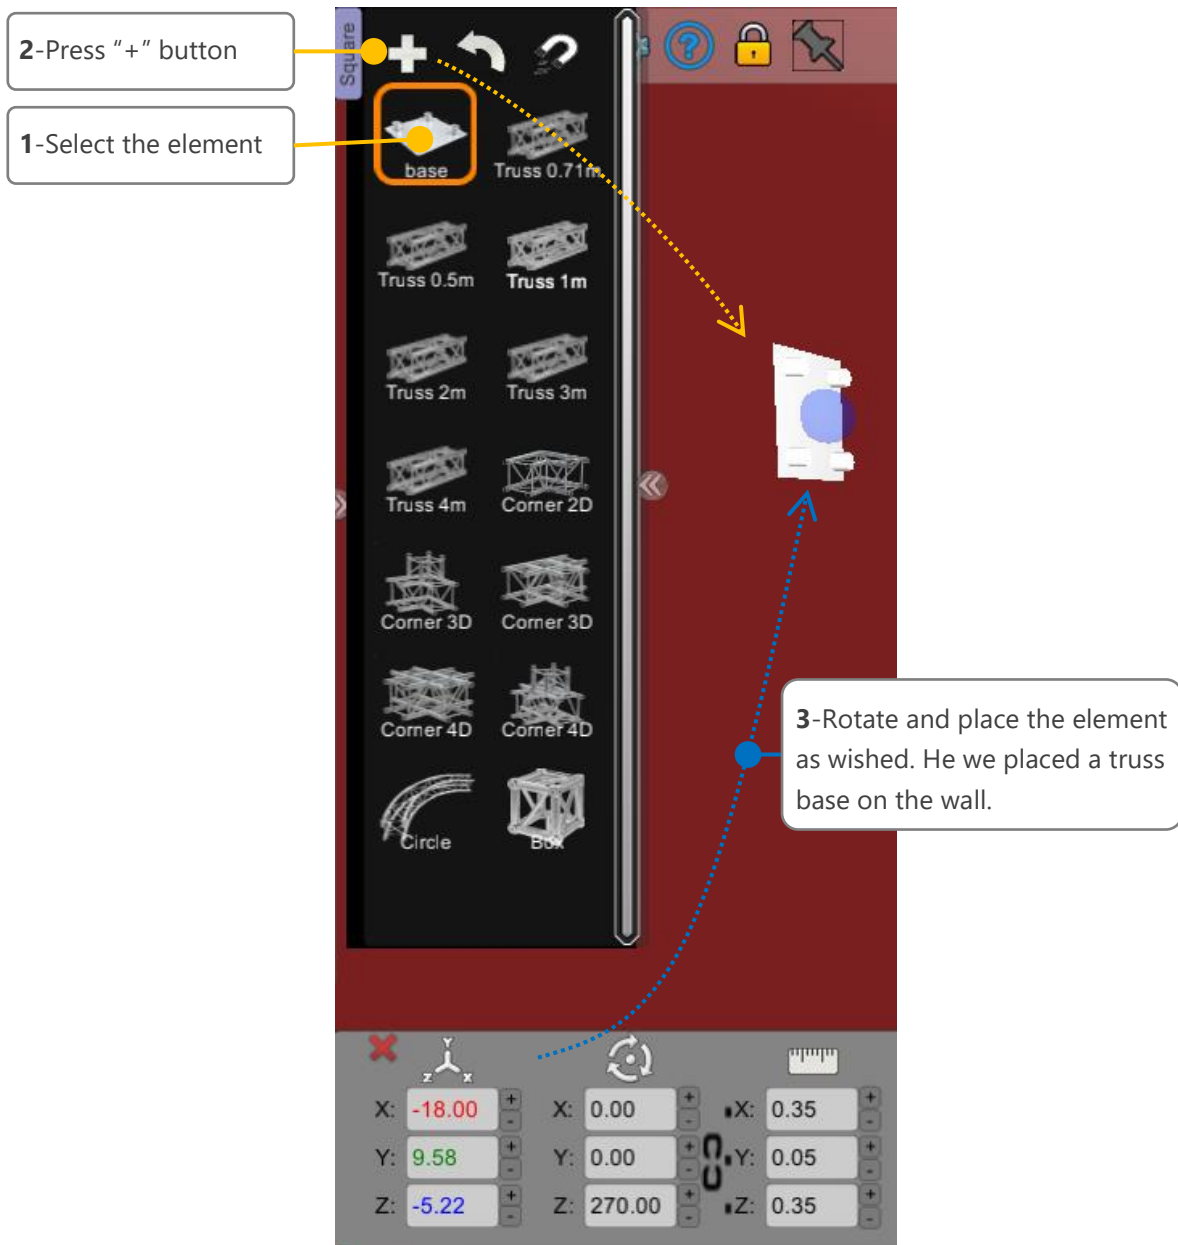 2-Press “+” button
1-Select the element
Square
base
Truss 0.71m
Truss 0.5m
Truss 1m
Truss 2m
Truss 3m
Truss 4m
Corner 2D
Corner 3D
Corner 3D
Corner 4D
Corner 4D
Circle
Box
3-Rotate and place the element
as wished. He we placed a truss
base on the wall.
Y
Z X
X: -18.00 + - X: 0.00 + - X: 0.35 + -
Y: 9.58 + - Y: 0.00 + - Y: 0.05 + -
Z: -5.22 + - Z: 270.00 + - Z: 0.35 + -